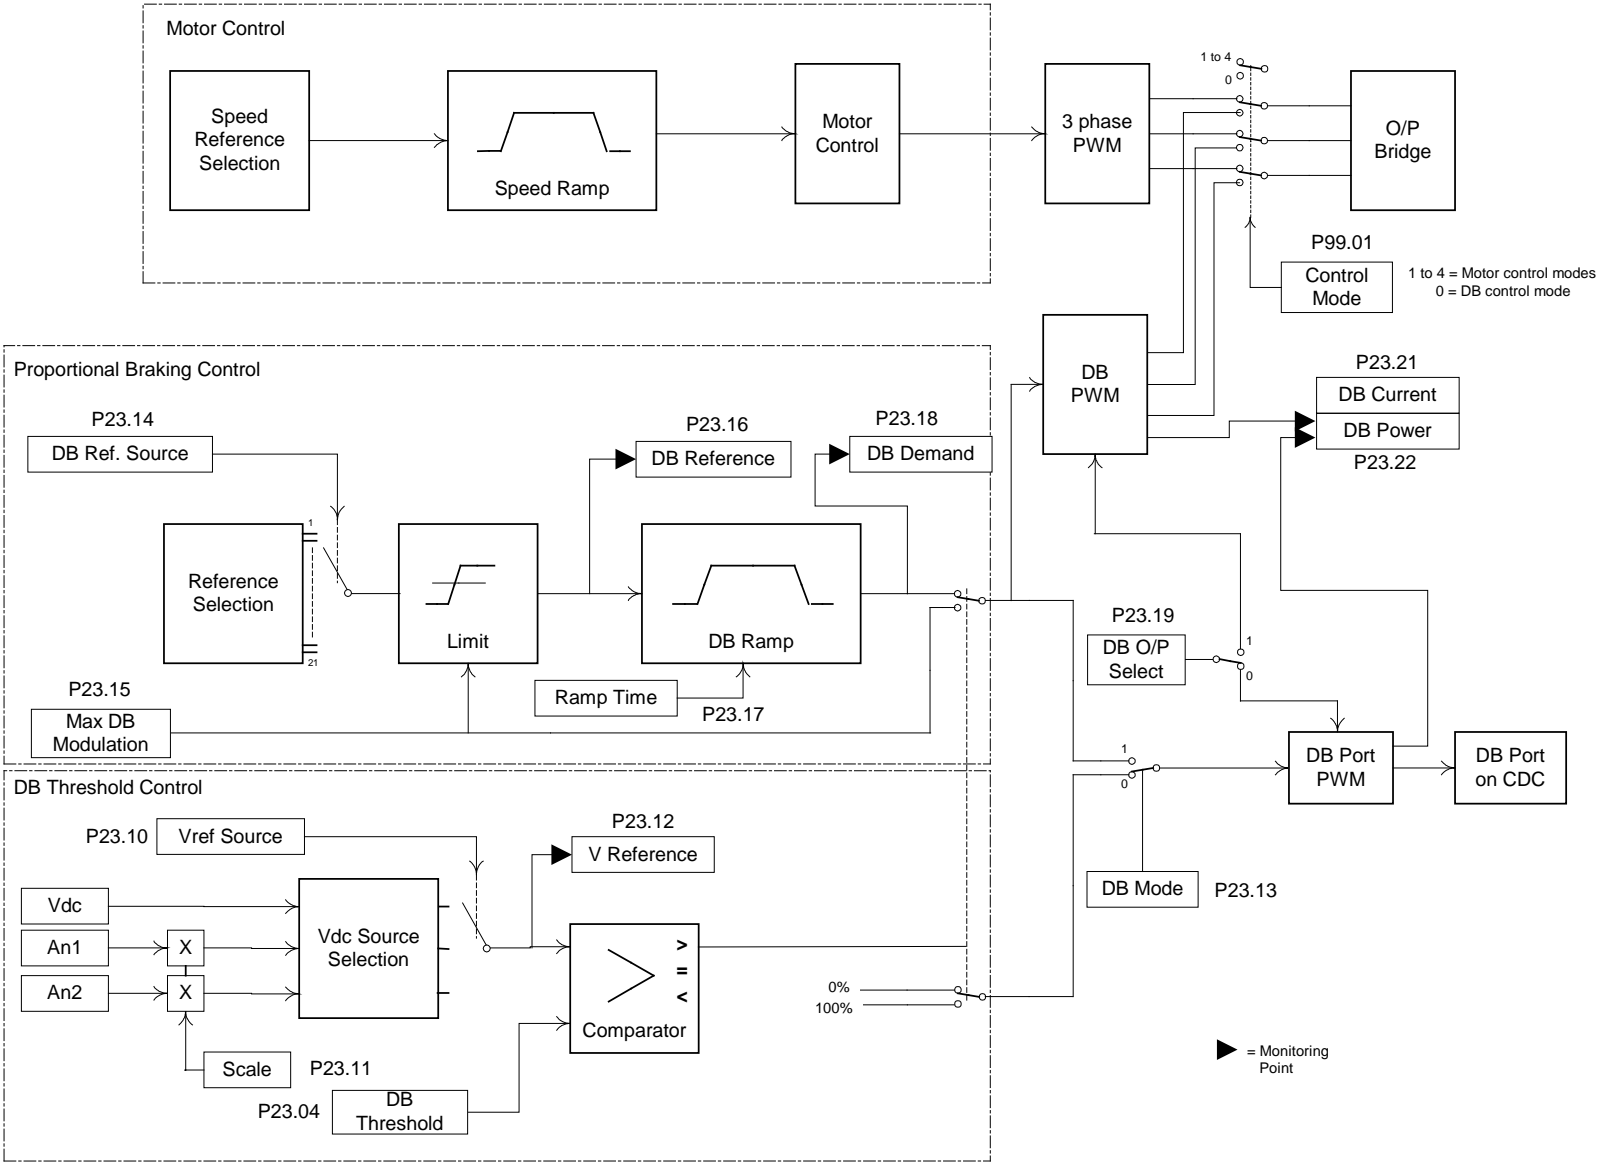 Motor Control
Speed
Reference
Selection
Speed Ramp
Motor
Control
3 phase
PWM
1 to 4
0
O/P
Bridge
P99.01
Control
Mode
1 to 4 = Motor control modes
0 = DB control mode
Proportional Braking Control
P23.14
DB Ref. Source
P23.16
DB Reference
P23.18
DB Demand
DB
PWM
P23.21
DB Current
DB Power
P23.22
Reference
Selection
1
21
Limit
DB Ramp
P23.15
Max DB
Modulation
Ramp Time
P23.17
P23.19
DB O/P
Select
1
0
1
0
DB Port
PWM
DB Port
on CDC
DB Mode
P23.13
DB Threshold Control
P23.10
Vref Source
P23.12
V Reference
Vdc
An1
X
An2
X
Vdc Source
Selection
>
=
<
Comparator
0%
100%
Scale
P23.11
P23.04
DB
Threshold
= Monitoring
Point